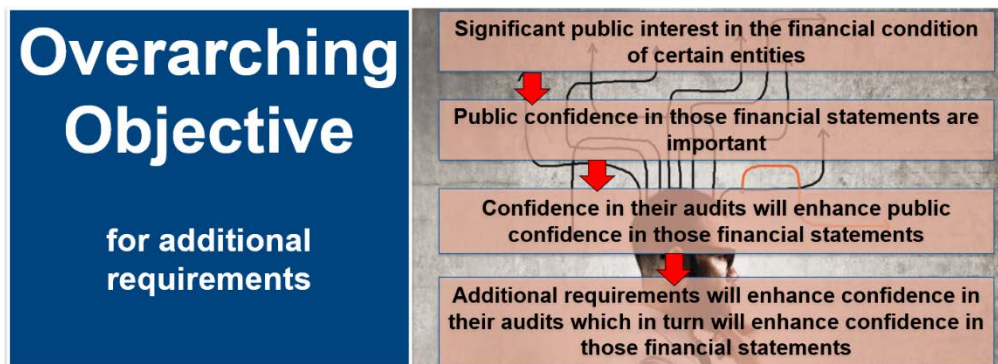 Overarching
Objective
for additional
requirements
Significant public interest in the financial condition
of certain entities
Public confidence in those financial statements are
important
Confidence in their audits will enhance public
confidence in those financial statements
Additional requirements will enhance confidence in
their audits which in turn will enhance confidence in
those financial statements